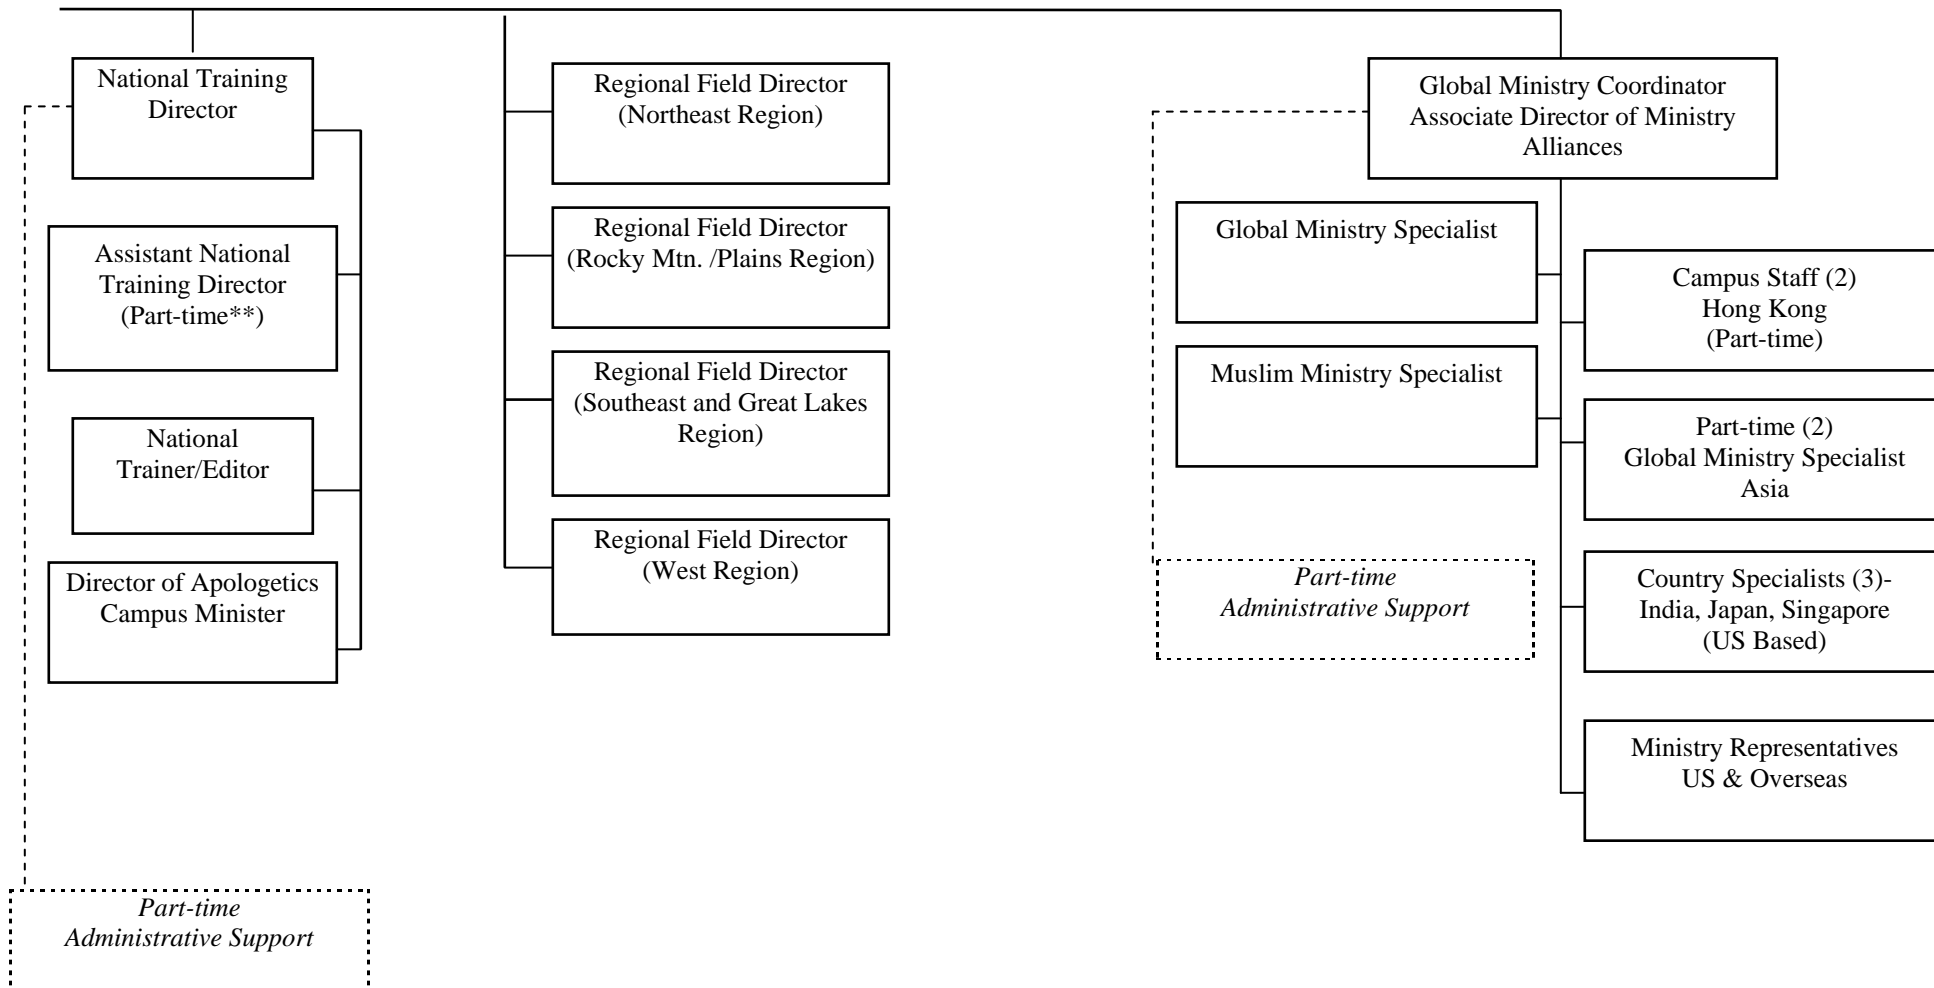 National Training
Director
Assistant National
Training Director
(Part-time**)
National
Trainer/Editor
Director of Apologetics
Campus Minister
Part-time
Administrative Support
Regional Field Director
(Northeast Region)
Regional Field Director
(Rocky Mtn. /Plains Region)
Regional Field Director
(Southeast and Great Lakes
Region)
Regional Field Director
(West Region)
Global Ministry Coordinator
Associate Director of Ministry
Alliances
Global Ministry Specialist
Muslim Ministry Specialist
Part-time
Administrative Support
Campus Staff (2)
Hong Kong
(Part-time)
Part-time (2)
Global Ministry Specialist
Asia
Country Specialists (3)-
India, Japan, Singapore
(US Based)
Ministry Representatives
US & Overseas